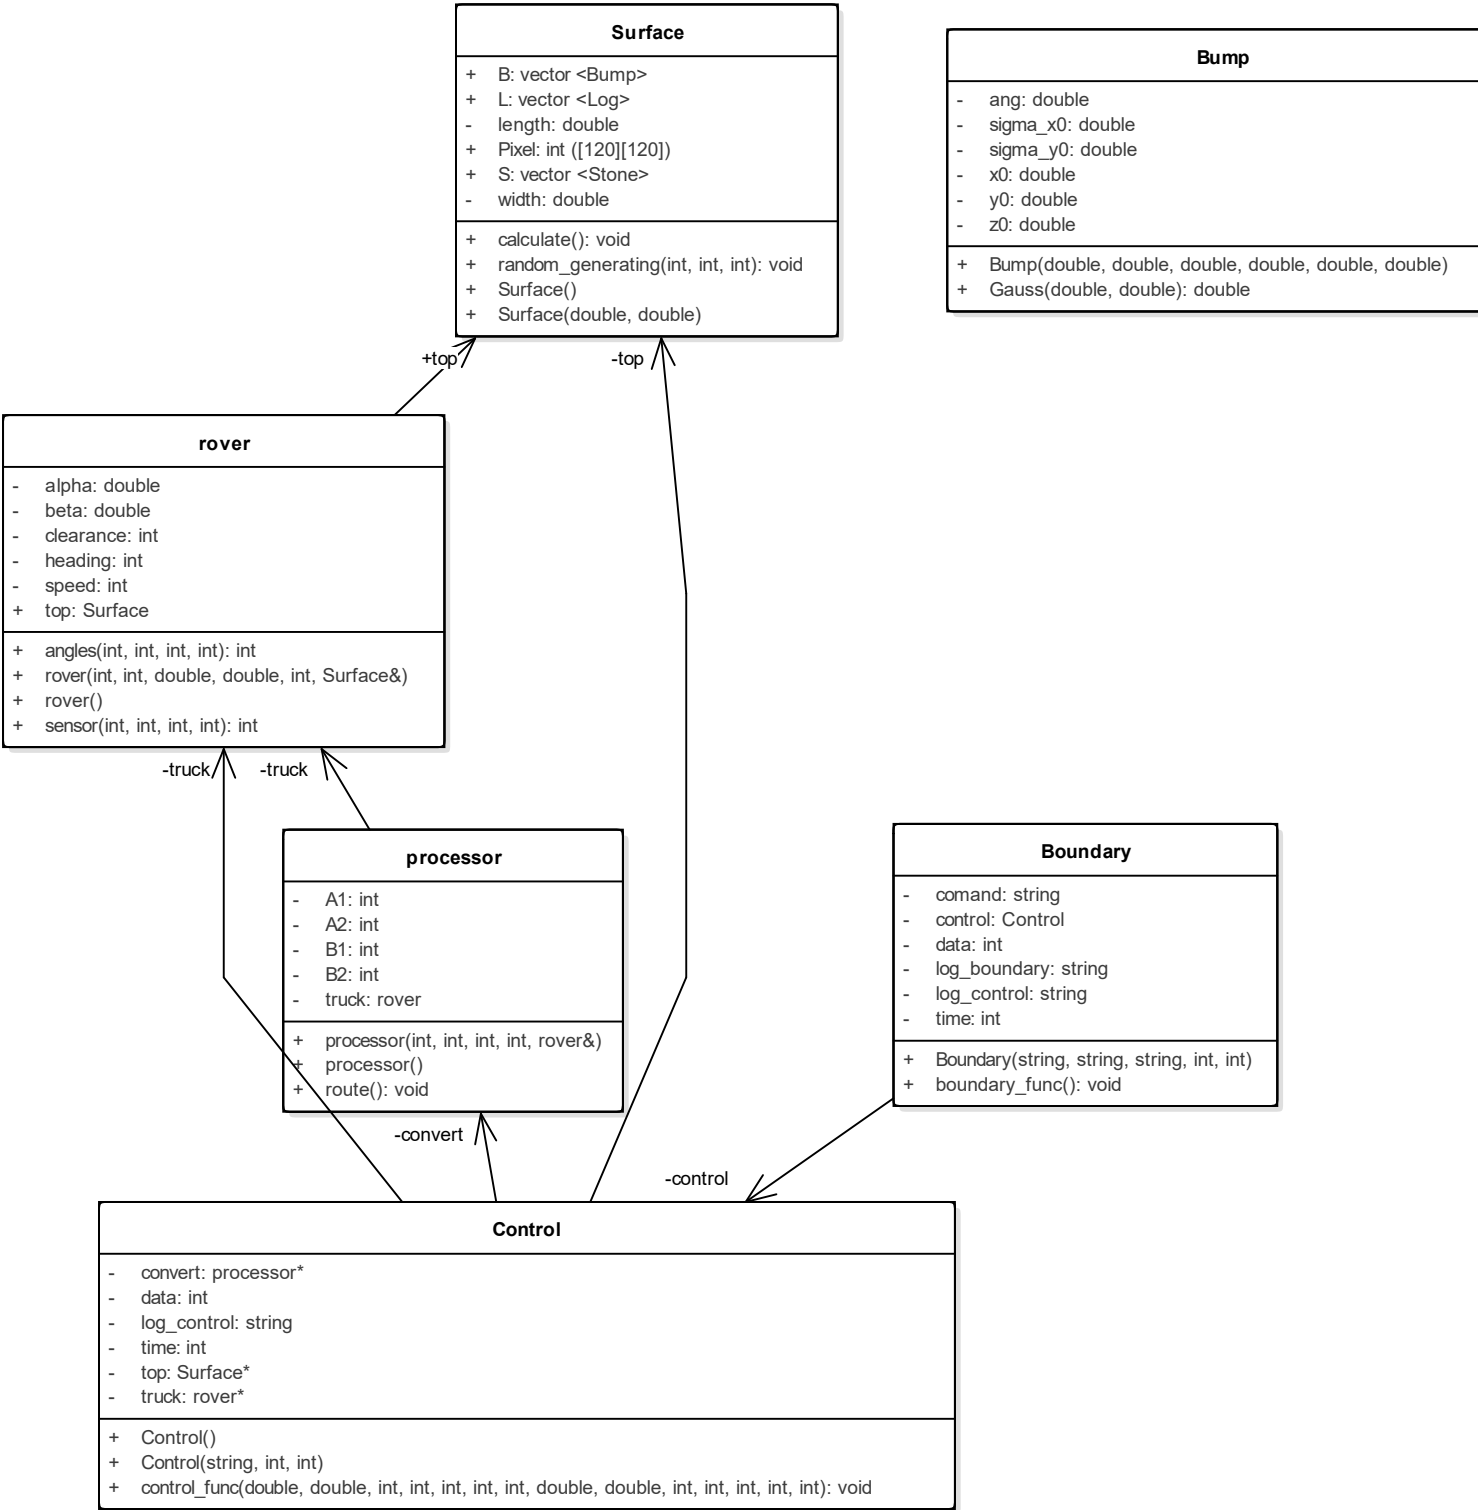 Surface
+ B: vector <Bump>
+ L: vector <Log>
- length: double
+ Pixel: int ([120][120])
+ S: vector <Stone>
- width: double
+ calculate(): void
+ random_generating(int, int, int): void
+ Surface()
+ Surface(double, double)
Bump
- ang: double
- sigma_x0: double
- sigma_y0: double
- x0: double
- y0: double
- z0: double
+ Bump(double, double, double, double, double, double)
+ Gauss(double, double): double
+top
-top
rover
- alpha: double
- beta: double
- clearance: int
- heading: int
- speed: int
+ top: Surface
+ angles(int, int, int, int): int
+ rover(int, int, double, double, int, Surface&)
+ rover()
+ sensor(int, int, int, int): int
-truck
-truck
processor
- A1: int
- A2: int
- B1: int
- B2: int
- truck: rover
+ processor(int, int, int, int, rover&)
+ processor()
+ route(): void
Boundary
- comand: string
- control: Control
- data: int
- log_boundary: string
- log_control: string
- time: int
+ Boundary(string, string, string, int, int)
+ boundary_func(): void
-convert
-control
Control
- convert: processor*
- data: int
- log_control: string
- time: int
- top: Surface*
- truck: rover*
+ Control()
+ Control(string, int, int)
+ control_func(double, double, int, int, int, int, int, double, double, int, int, int, int, int): void